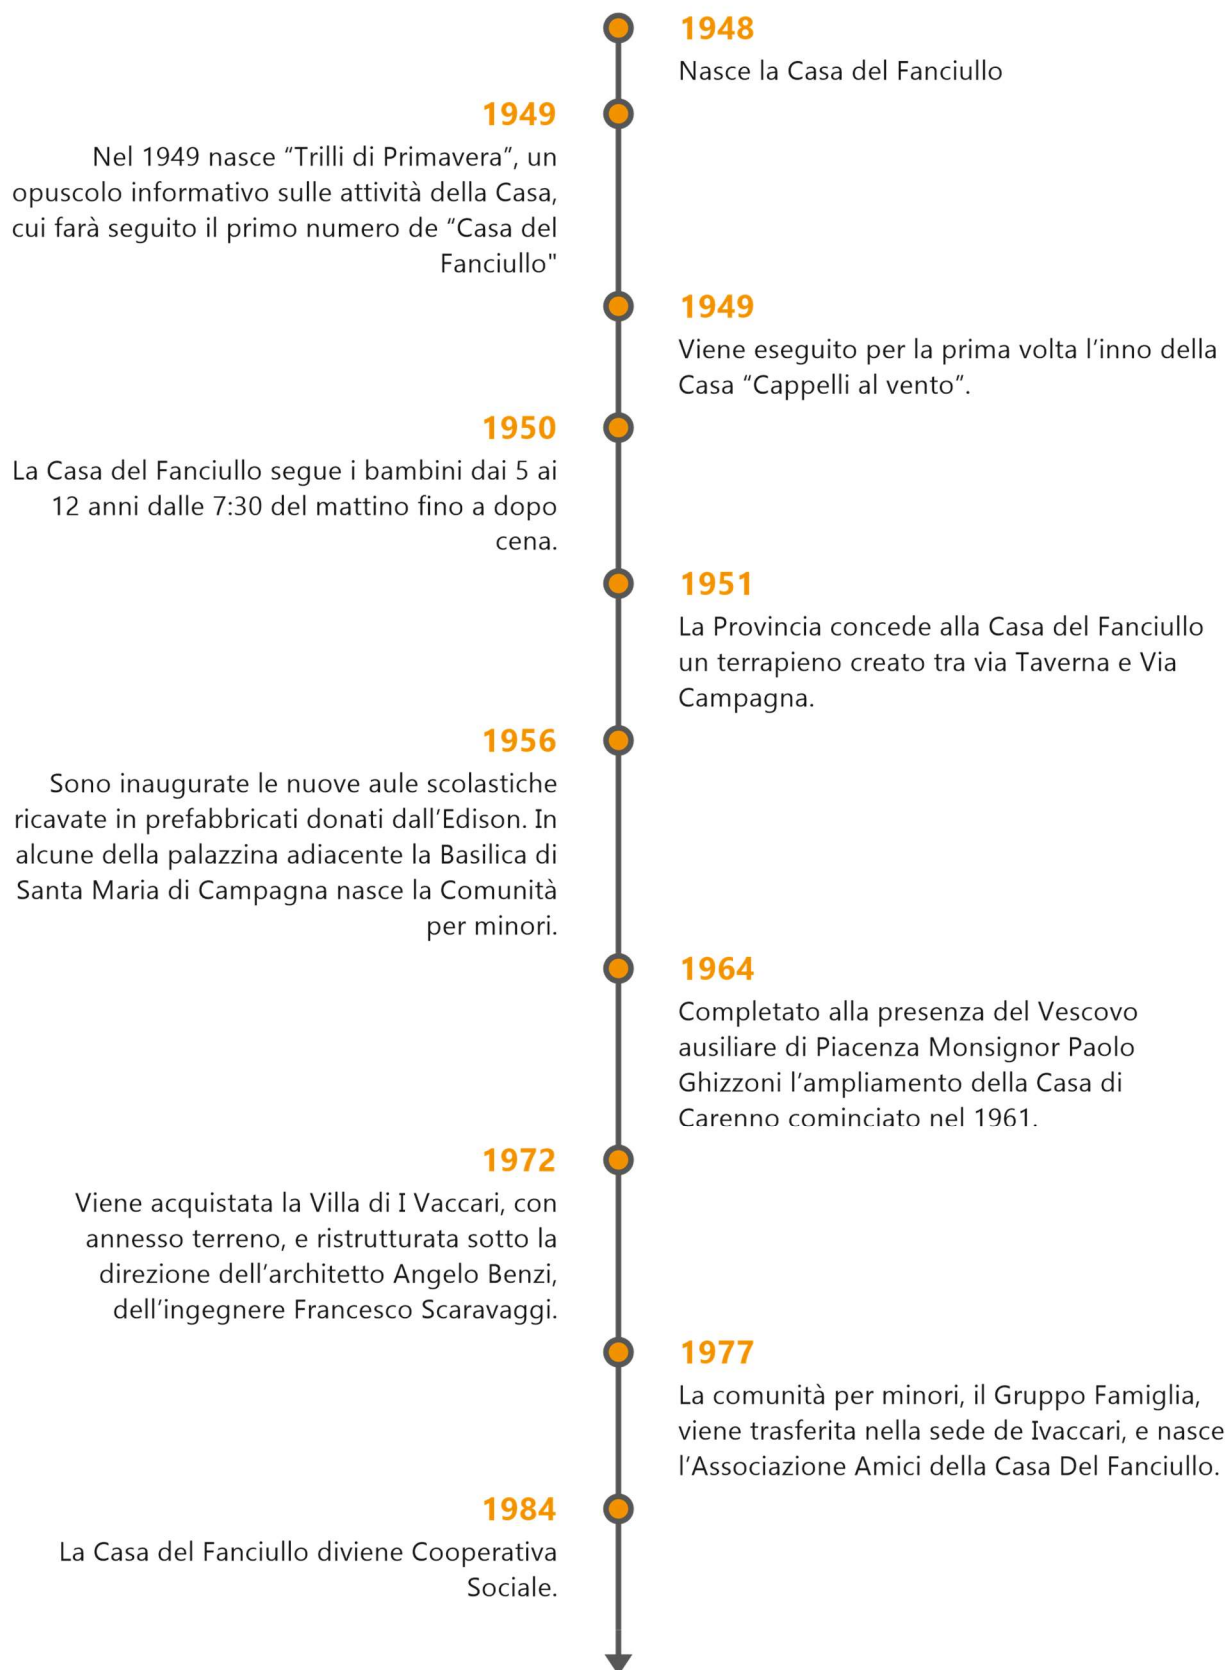 1948
Nasce la Casa del Fanciullo
1949
Nel 1949 nasce “Trilli di Primavera”, un
opuscolo informativo sulle attività della Casa,
cui farà seguito il primo numero de “Casa del
Fanciullo"
1949
Viene eseguito per la prima volta l’inno della
Casa “Cappelli al vento”.
1950
La Casa del Fanciullo segue i bambini dai 5 ai
12 anni dalle 7:30 del mattino fino a dopo
cena.
1951
La Provincia concede alla Casa del Fanciullo
un terrapieno creato tra via Taverna e Via
Campagna.
1956
Sono inaugurate le nuove aule scolastiche
ricavate in prefabbricati donati dall’Edison. In
alcune della palazzina adiacente la Basilica di
Santa Maria di Campagna nasce la Comunità
per minori.
1964
Completato alla presenza del Vescovo
ausiliare di Piacenza Monsignor Paolo
Ghizzoni l’ampliamento della Casa di
Carenno cominciato nel 1961.
1972
Viene acquistata la Villa di I Vaccari, con
annesso terreno, e ristrutturata sotto la
direzione dell’architetto Angelo Benzi,
dell’ingegnere Francesco Scaravaggi.
1977
La comunità per minori, il Gruppo Famiglia,
viene trasferita nella sede de Ivaccari, e nasce
l’Associazione Amici della Casa Del Fanciullo.
1984
La Casa del Fanciullo diviene Cooperativa
Sociale.